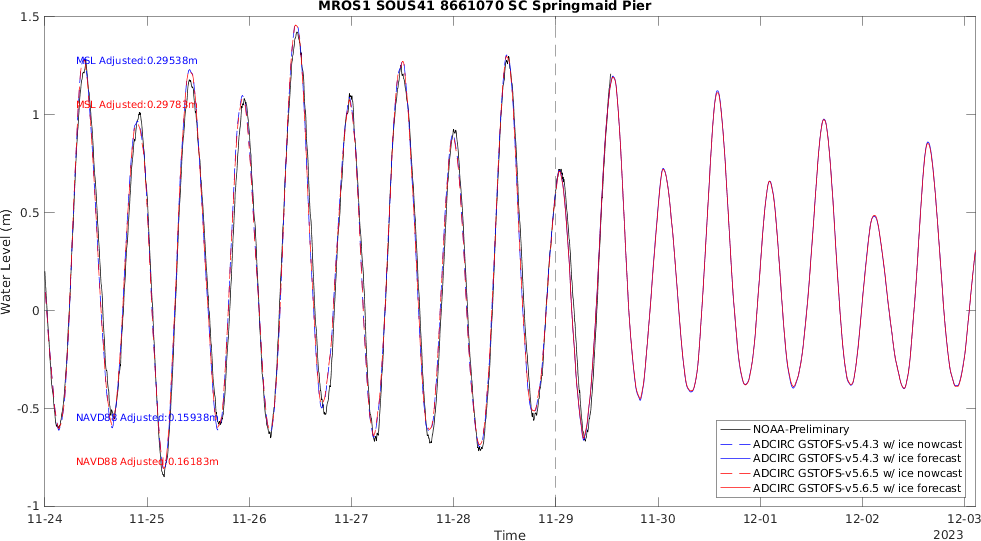 MROS1 SOUS41 8661070 SC Springmaid Pier
1.5
1
0.5
0
-0.5
-1
Water Level (m)
MSL Adjusted:0.29538m
MSL Adjusted:0.29783m
NAVD88 Adjusted:0.15938m
NAVD88 Adjusted:0.16183m
NOAA-Preliminary
ADCIRC GSTOFS-v5.4.3 w/ ice nowcast
ADCIRC GSTOFS-v5.4.3 w/ ice forecast
ADCIRC GSTOFS-v5.6.5 w/ ice nowcast
ADCIRC GSTOFS-v5.6.5 w/ ice forecast
11-24 11-25 11-26 11-27 11-28 11-29 11-30 12-01 12-02 12-03
Time
2023